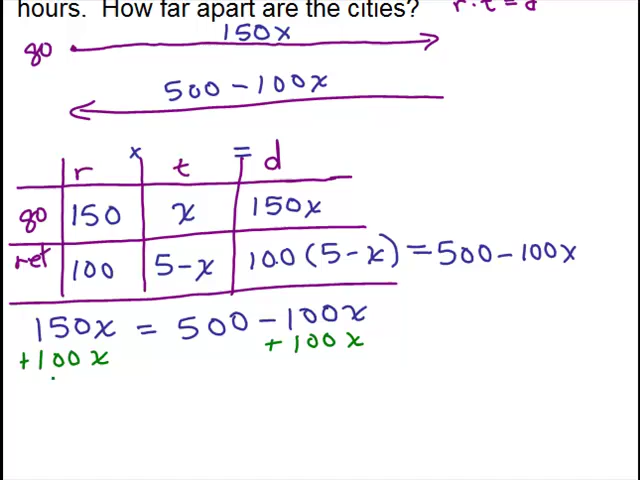 hours. How far apart are the cities? r · t = d
go 150x
500 - 100x
r x t = d
go 150 x 150x
ret 100 5-x 100(5-x) = 500-100x
150x = 500 - 100x
+100x +100x